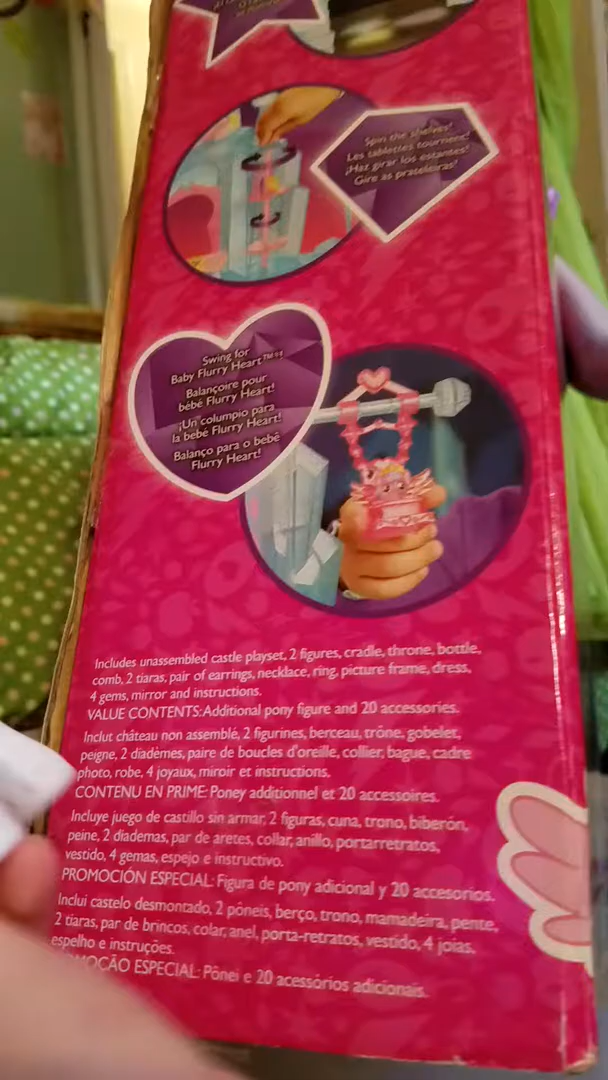 Spin the shelves!
Les tablettes tournent!
¡Haz girar los estantes!
Gire as prateleiras!
Swing for
Baby Flurry Heart™!
Balançoire pour
bébé Flurry Heart!
¡Un columpio para
la bebé Flurry Heart!
Balanço para o bebê
Flurry Heart!
Includes unassembled castle playset, 2 figures, cradle, throne, bottle,
comb, 2 tiaras, pair of earrings, necklace, ring, picture frame, dress,
4 gems, mirror and instructions.
VALUE CONTENTS: Additional pony figure and 20 accessories.
Inclut château non assemblé, 2 figurines, berceau, trône, gobelet,
peigne, 2 diadèmes, paire de boucles d'oreille, collier, bague, cadre
photo, robe, 4 joyaux, miroir et instructions.
CONTENU EN PRIME: Poney additionnel et 20 accessoires.
Incluye juego de castillo sin armar, 2 figuras, cuna, trono, biberón,
peine, 2 diademas, par de aretes, collar, anillo, portarretratos,
vestido, 4 gemas, espejo e instructivo.
PROMOCIÓN ESPECIAL: Figura de pony adicional y 20 accesorios.
Inclui castelo desmontado, 2 pôneis, berço, trono, mamadeira, pente,
2 tiaras, par de brincos, colar, anel, porta-retratos, vestido, 4 joias,
espelho e instruções.
MOÇÃO ESPECIAL: Pônei e 20 acessórios adicionais.